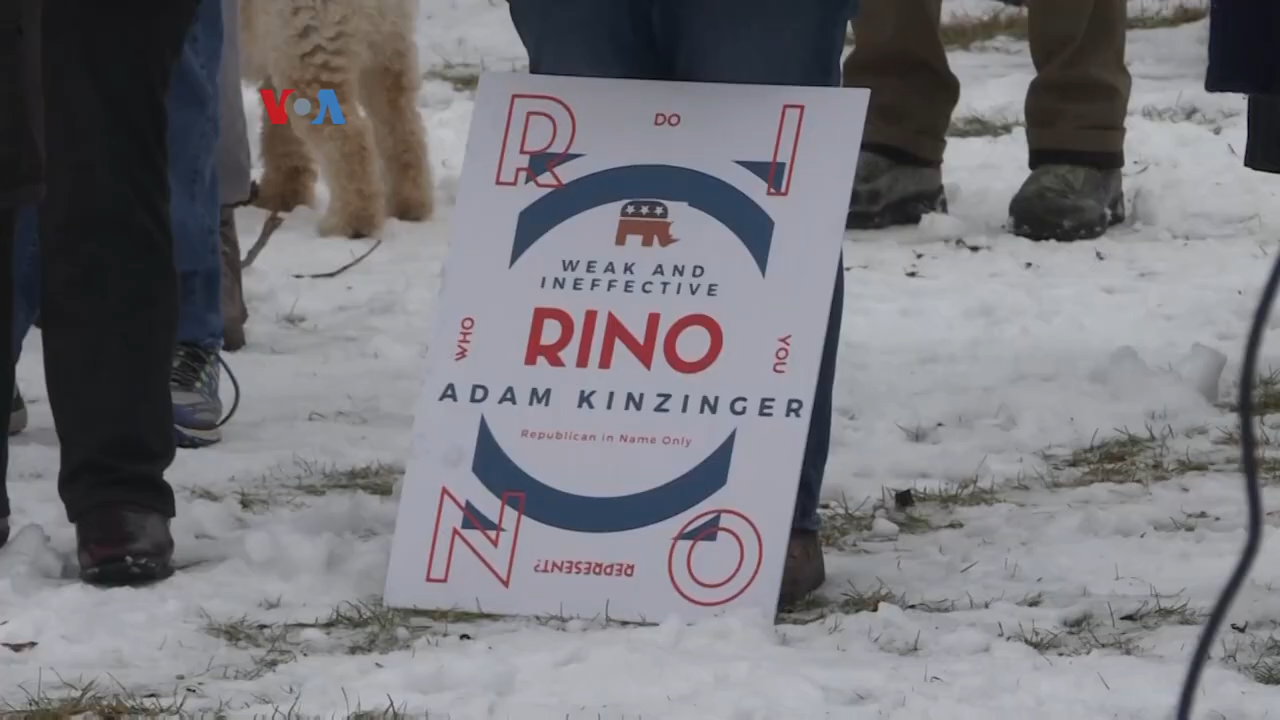 VOA
R DO I
WEAK AND
INEFFECTIVE
WHO RINO YOU
ADAM KINZINGER
Republican in Name Only
N REPRESENT? O